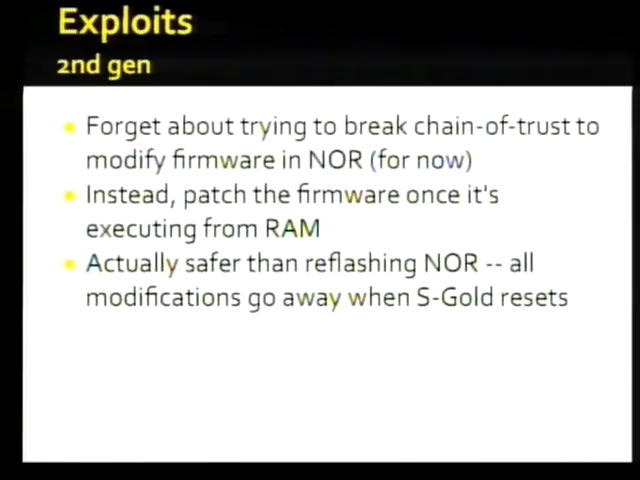 Exploits
2nd gen
Forget about trying to break chain-of-trust to
modify firmware in NOR (for now)
Instead, patch the firmware once it's
executing from RAM
Actually safer than reflashing NOR -- all
modifications go away when S-Gold resets